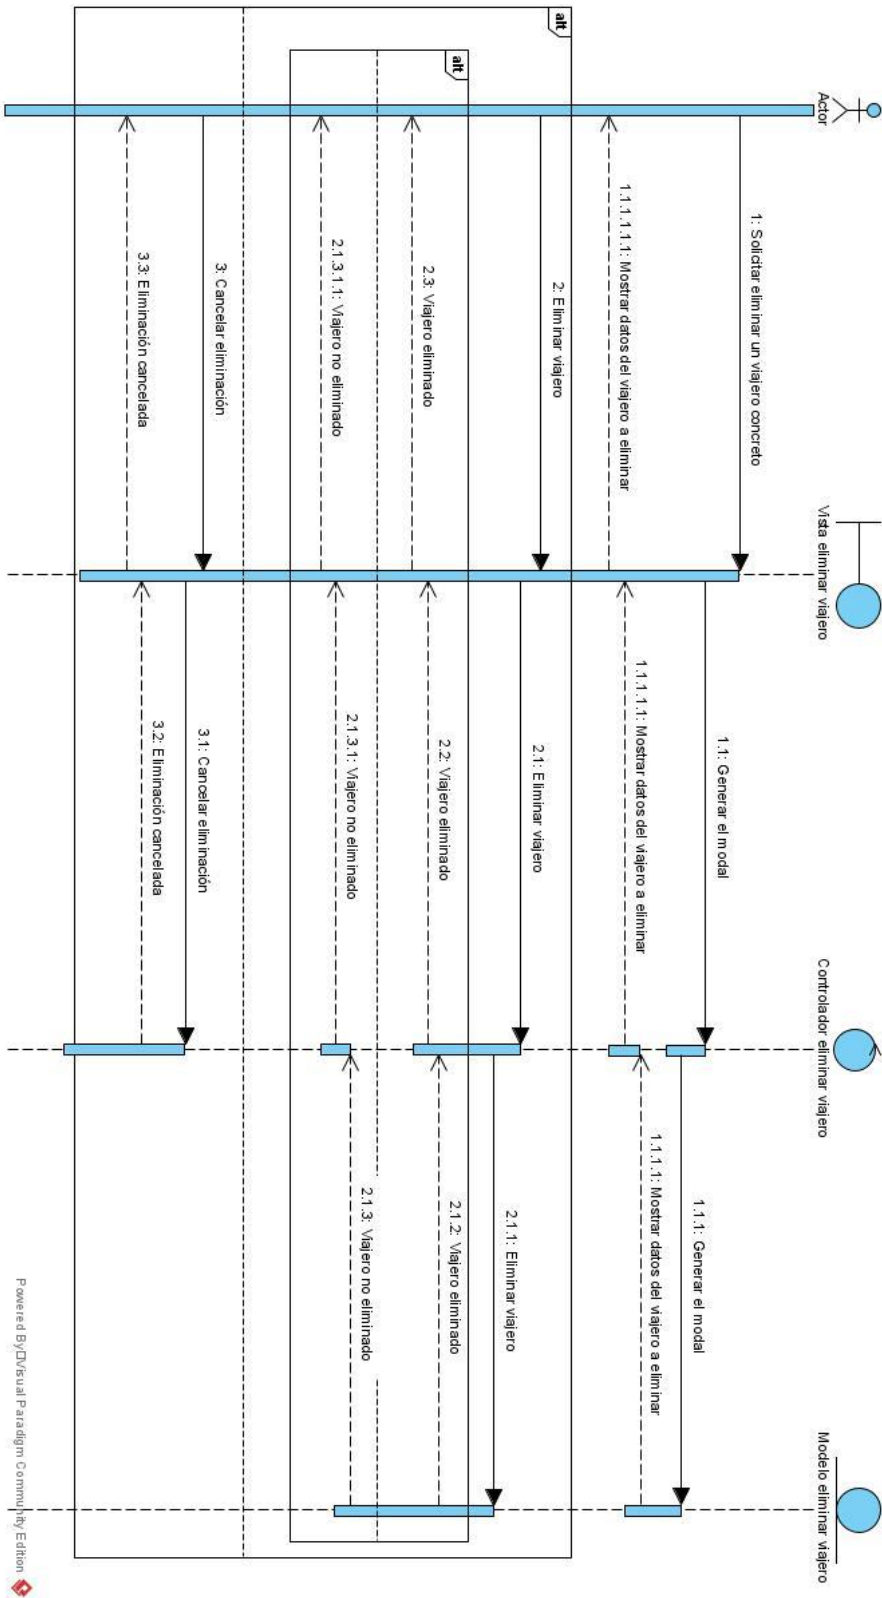 Actor
Vista eliminar viajero
Controlador eliminar viajero
Modelo eliminar viajero
1: Solicitar eliminar un viajero concreto
1.1: Generar el modal
1.1.1: Generar el modal
1.1.1.1: Mostrar datos del viajero a eliminar
1.1.1.1.1: Mostrar datos del viajero a eliminar
1.1.1.1.1.1: Mostrar datos del viajero a eliminar
alt
2: Eliminar viajero
2.1: Eliminar viajero
2.1.1: Eliminar viajero
alt
2.1.2: Viajero eliminado
2.2: Viajero eliminado
2.3: Viajero eliminado
2.1.3: Viajero no eliminado
2.1.3.1: Viajero no eliminado
2.1.3.1.1: Viajero no eliminado
3: Cancelar eliminación
3.1: Cancelar eliminación
3.2: Eliminación cancelada
3.3: Eliminación cancelada
Powered By Visual Paradigm Community Edition